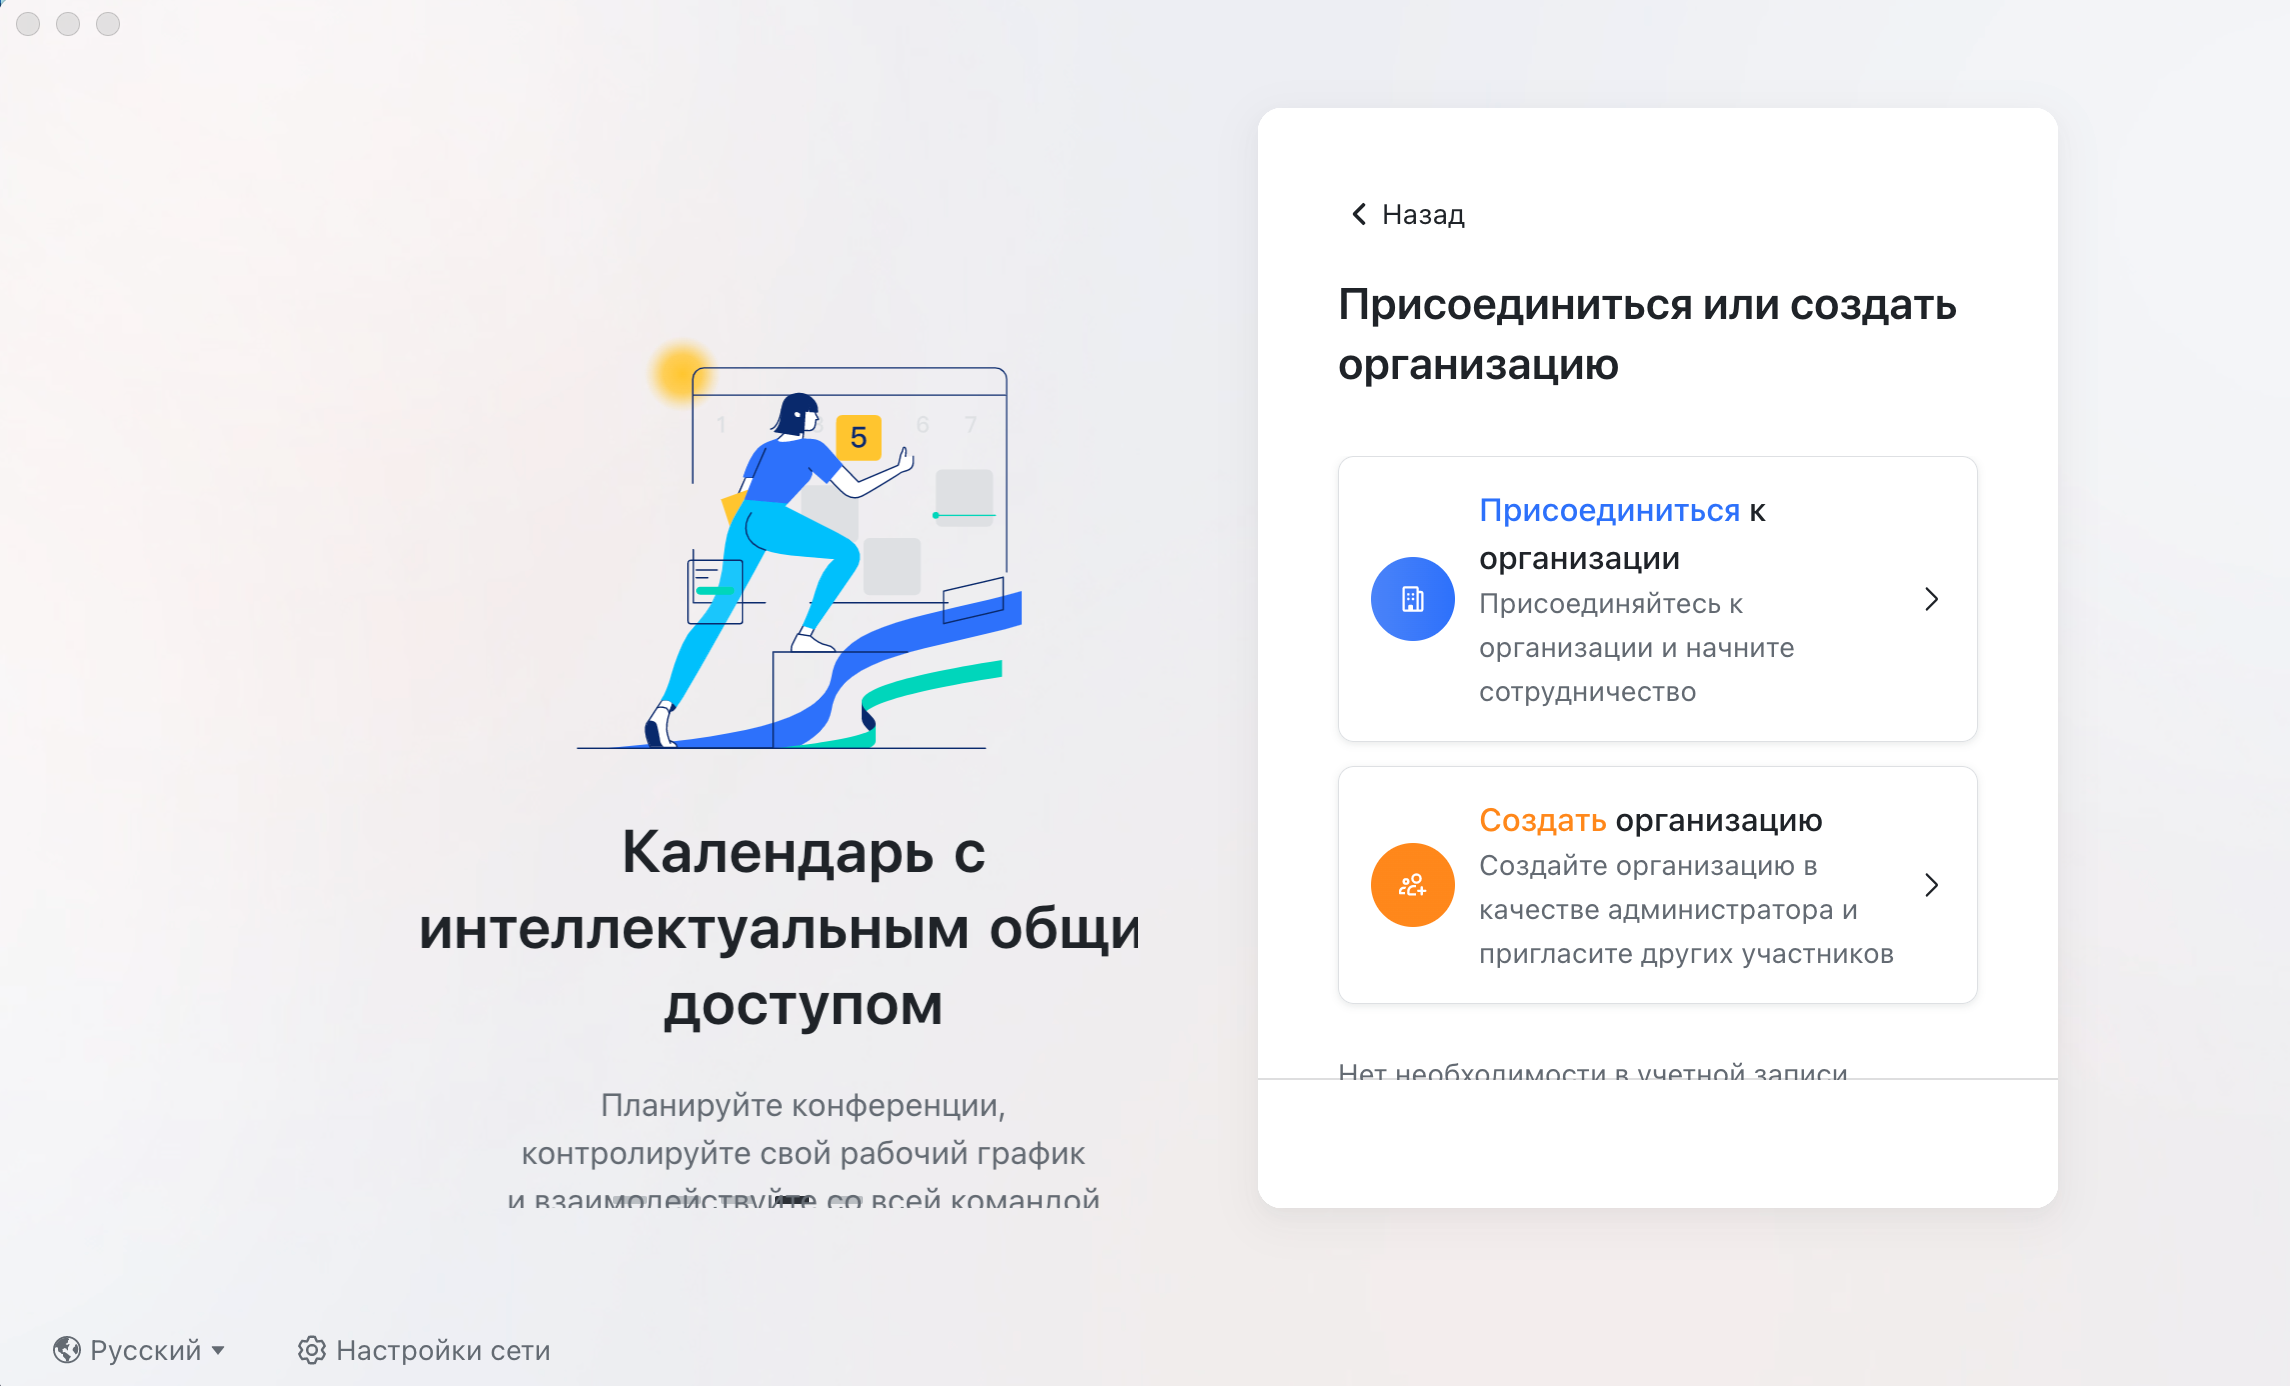 Назад
Присоединиться или создать
организацию
Присоединиться к
организации
Присоединяйтесь к
организации и начните
сотрудничество
Создать организацию
Создайте организацию в
качестве администратора и
пригласите других участников
Нет необходимости в учетной записи
1 6 7
5
Календарь с
интеллектуальным общи
доступом
Планируйте конференции,
контролируйте свой рабочий график
и взаимодействуйте со всей командой
Русский
Настройки сети